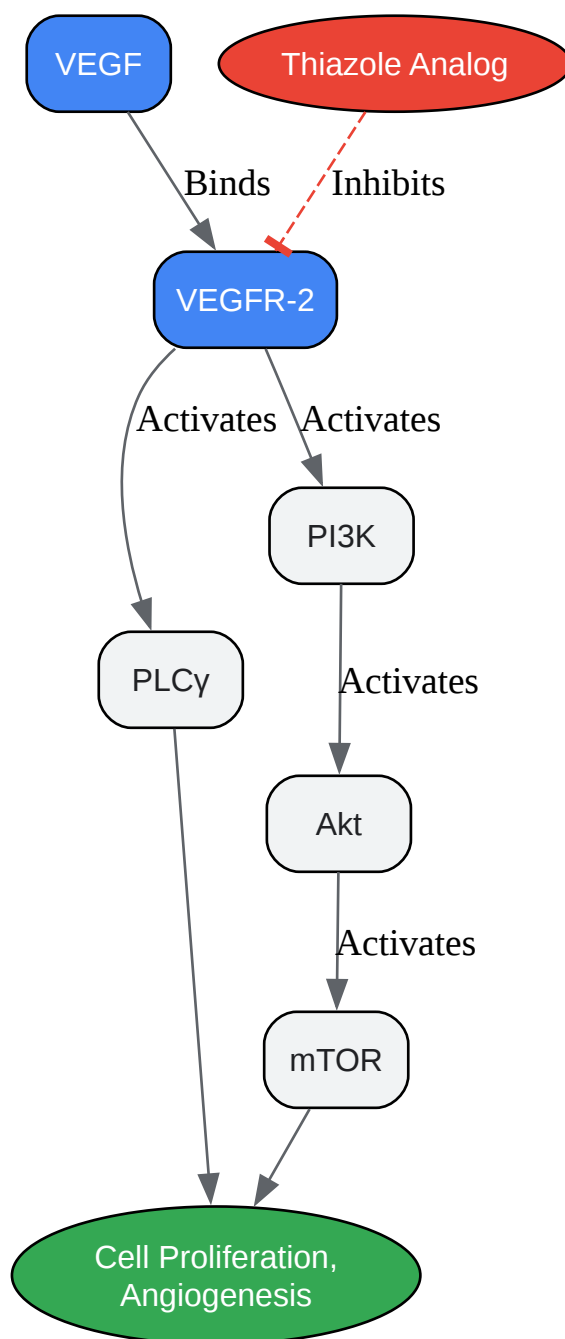 VEGF
Thiazole Analog
Binds
Inhibits
VEGFR-2
Activates
Activates
PI3K
PLCγ
Activates
Akt
Activates
mTOR
Cell Proliferation,
Angiogenesis